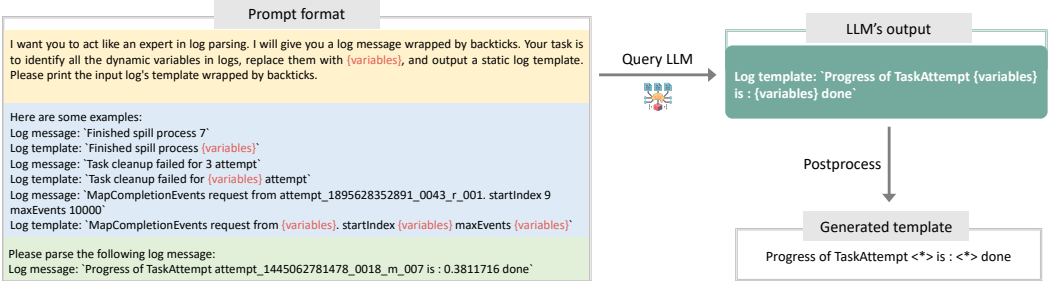 Prompt format
I want you to act like an expert in log parsing. I will give you a log message wrapped by backticks. Your task is
to identify all the dynamic variables in logs, replace them with {variables}, and output a static log template.
Please print the input log's template wrapped by backticks.
Here are some examples:
Log message: `Finished spill process 7`
Log template: `Finished spill process {variables}`
Log message: `Task cleanup failed for 3 attempt`
Log template: `Task cleanup failed for {variables} attempt`
Log message: `MapCompletionEvents request from attempt_1895628352891_0043_r_001. startIndex 9
maxEvents 10000`
Log template: `MapCompletionEvents request from {variables}. startIndex {variables} maxEvents {variables}`
Please parse the following log message:
Log message: `Progress of TaskAttempt attempt_1445062781478_0018_m_007 is : 0.3811716 done`
Query LLM
LLM's output
Log template: `Progress of TaskAttempt {variables}
is : {variables} done`
Postprocess
Generated template
Progress of TaskAttempt <*> is : <*> done